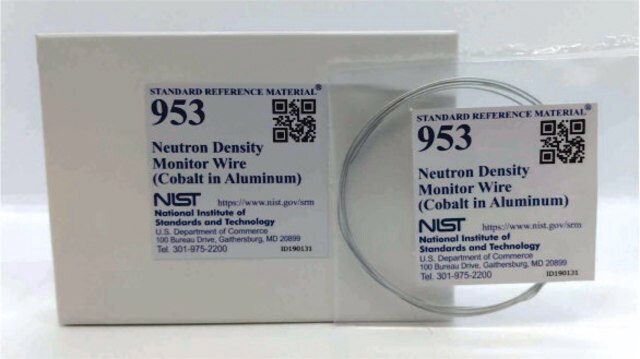 STANDARD REFERENCE MATERIAL®
953
Neutron Density
Monitor Wire
(Cobalt in Aluminum)
NIST https://www.nist.gov/srm
National Institute of
Standards and Technology
U.S. Department of Commerce
100 Bureau Drive, Gaithersburg, MD 20899
Tel. 301-975-2200 ID190131
STANDARD REFERENCE MATERIAL®
953
Neutron Density
Monitor Wire
(Cobalt in Aluminum)
NIST https://www.nist.gov/srm
National Institute of
Standards and Technology
U.S. Department of Commerce
100 Bureau Drive, Gaithersburg, MD 20899
Tel. 301-975-2200 ID190131